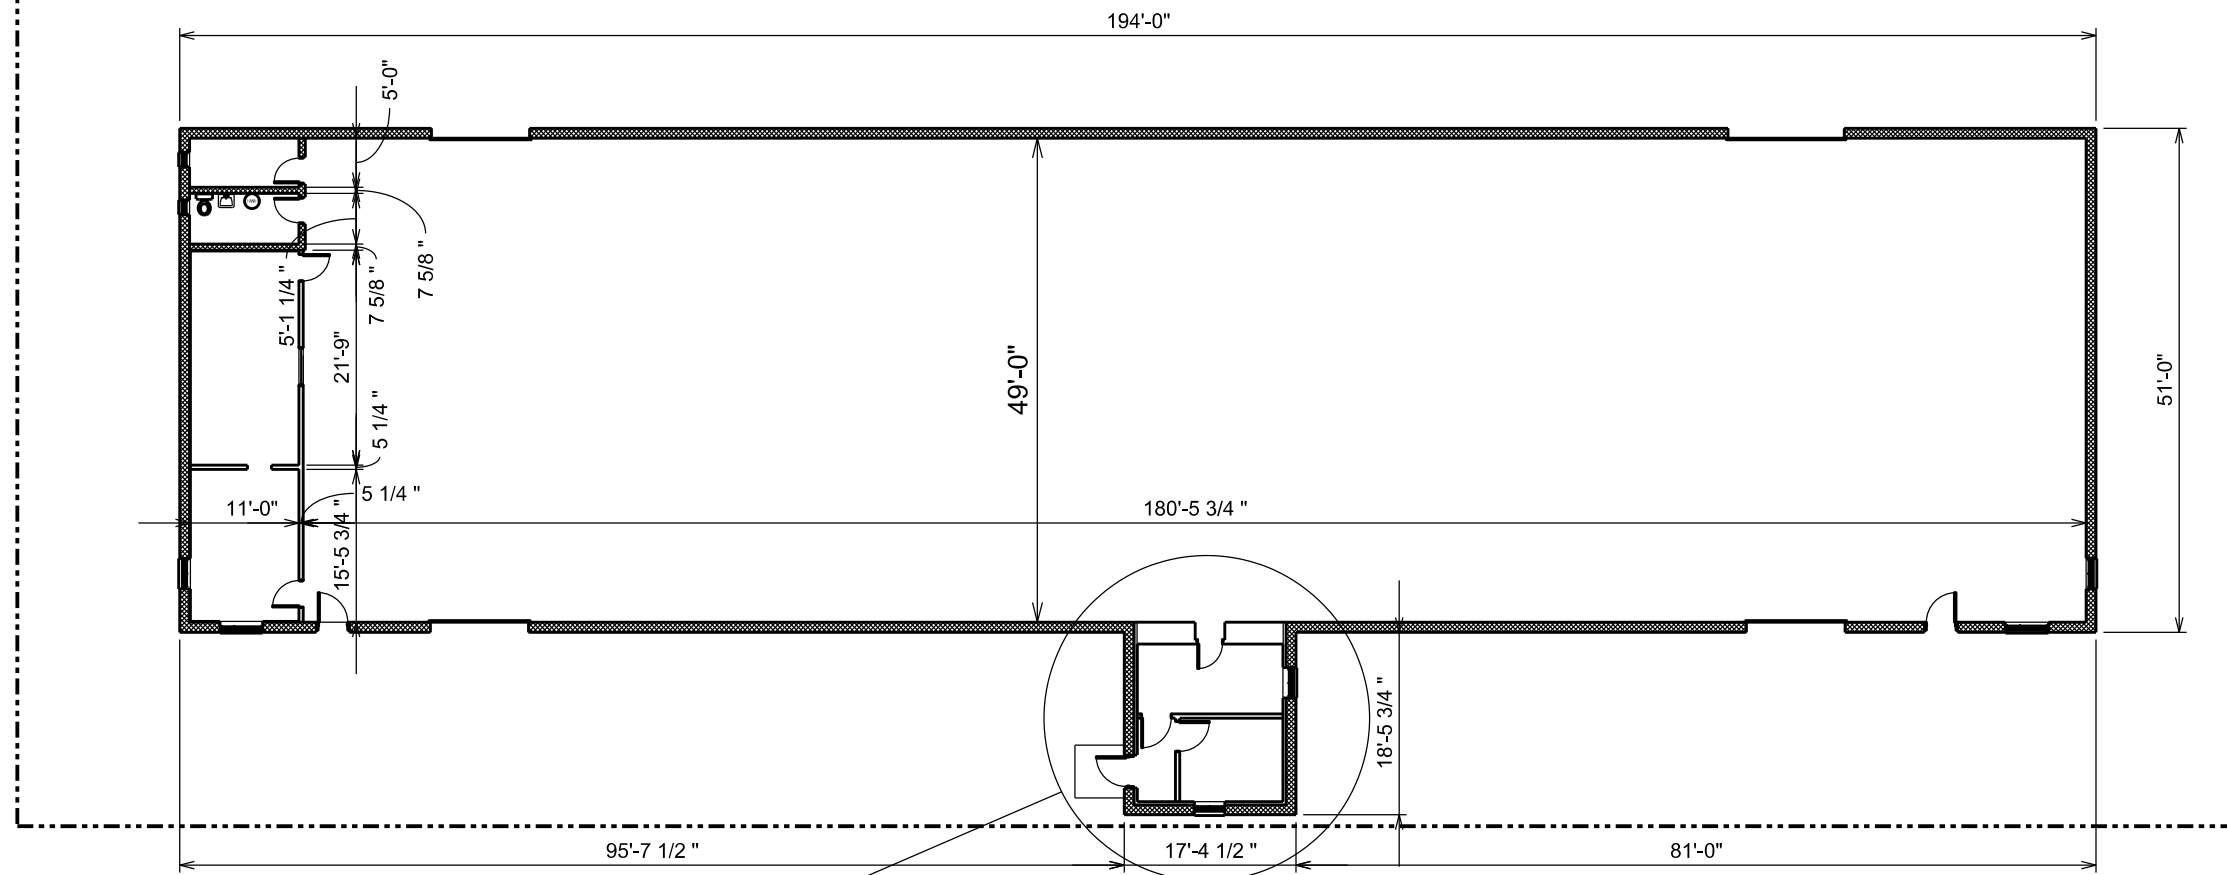 194'-0"
5'-0"
7 5/8 "
5'-1 1/4 "
7 5/8 "
21'-9"
5 1/4 "
49'-0"
51'-0"
5 1/4 "
11'-0"
180'-5 3/4 "
15'-5 3/4 "
18'-5 3/4 "
95'-7 1/2 "
17'-4 1/2 "
81'-0"